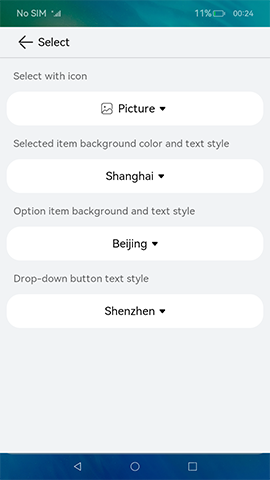 No SIM 11% 00:24
Select
Select with icon
Picture
Selected item background color and text style
Shanghai
Option item background and text style
Beijing
Drop-down button text style
Shenzhen